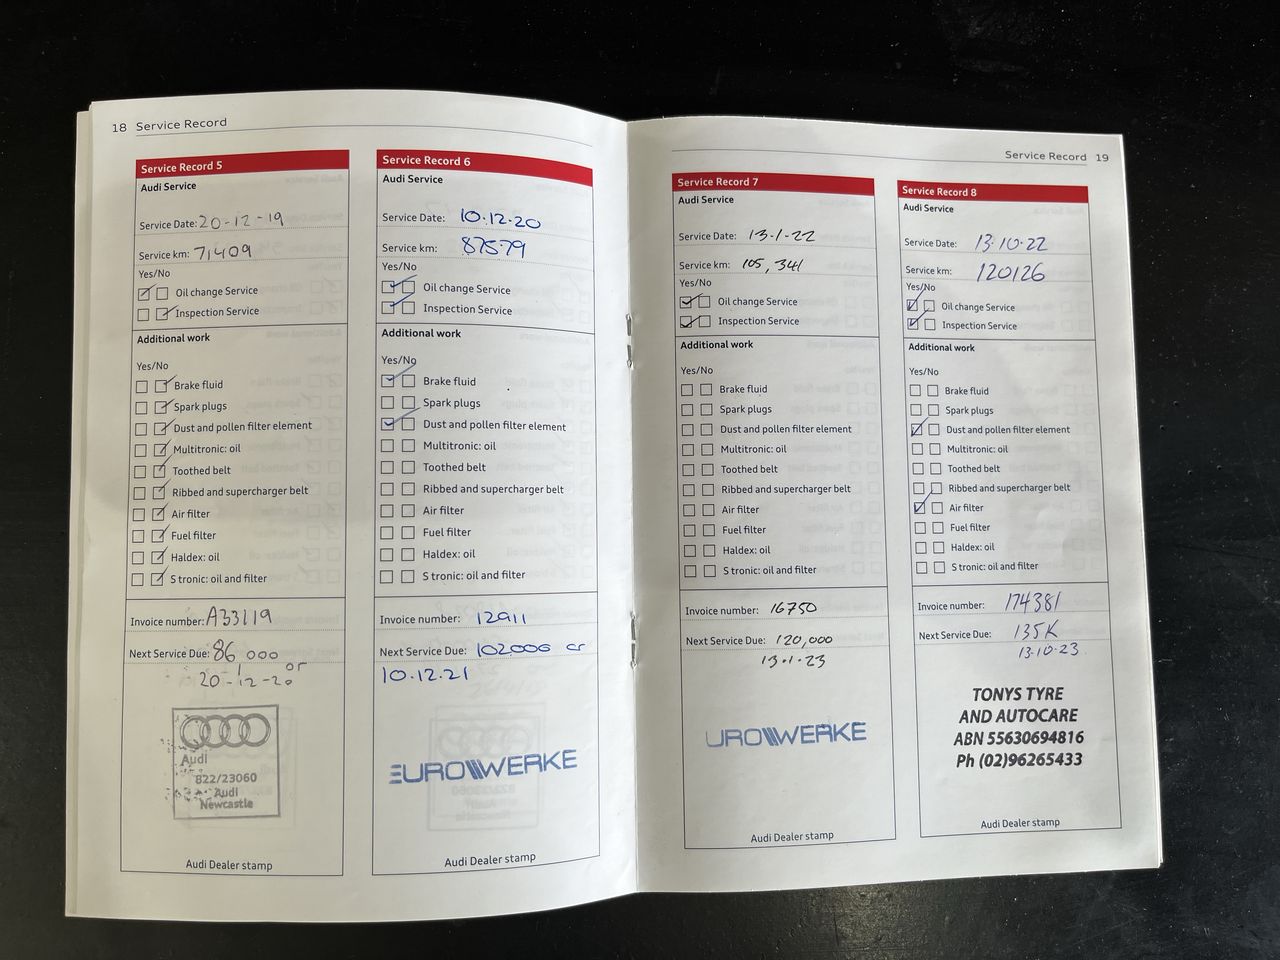 18 Service Record
Service Record 5
Audi Service
Service Date: 20-12-19
Service km: 71409
Yes/No
Oil change Service
Inspection Service
Additional work
Yes/No
Brake fluid
Spark plugs
Dust and pollen filter element
Multitronic: oil
Toothed belt
Ribbed and supercharger belt
Air filter
Fuel filter
Haldex: oil
S tronic: oil and filter
Invoice number: A33119
Next Service Due: 86 000
or
20-12-20
Audi
822/23060
Audi
Newcastle
Audi Dealer stamp
Service Record 6
Audi Service
Service Date: 10.12.20
Service km: 87579
Yes/No
Oil change Service
Inspection Service
Additional work
Yes/No
Brake fluid
Spark plugs
Dust and pollen filter element
Multitronic: oil
Toothed belt
Ribbed and supercharger belt
Air filter
Fuel filter
Haldex: oil
S tronic: oil and filter
Invoice number: 12911
Next Service Due: 102000 or
10.12.21
EUROWERKE
Audi Dealer stamp
Service Record 19
Service Record 7
Audi Service
Service Date: 13-1-22
Service km: 105,341
Yes/No
Oil change Service
Inspection Service
Additional work
Yes/No
Brake fluid
Spark plugs
Dust and pollen filter element
Multitronic: oil
Toothed belt
Ribbed and supercharger belt
Air filter
Fuel filter
Haldex: oil
S tronic: oil and filter
Invoice number: 16750
Next Service Due: 120,000
13.1.23
UROWERKE
Audi Dealer stamp
Service Record 8
Audi Service
Service Date: 13.10.22
Service km: 120126
Yes/No
Oil change Service
Inspection Service
Additional work
Yes/No
Brake fluid
Spark plugs
Dust and pollen filter element
Multitronic: oil
Toothed belt
Ribbed and supercharger belt
Air filter
Fuel filter
Haldex: oil
S tronic: oil and filter
Invoice number: 174381
Next Service Due: 135K
13.10.23.
TONYS TYRE
AND AUTOCARE
ABN 55630694816
Ph (02)96265433
Audi Dealer stamp